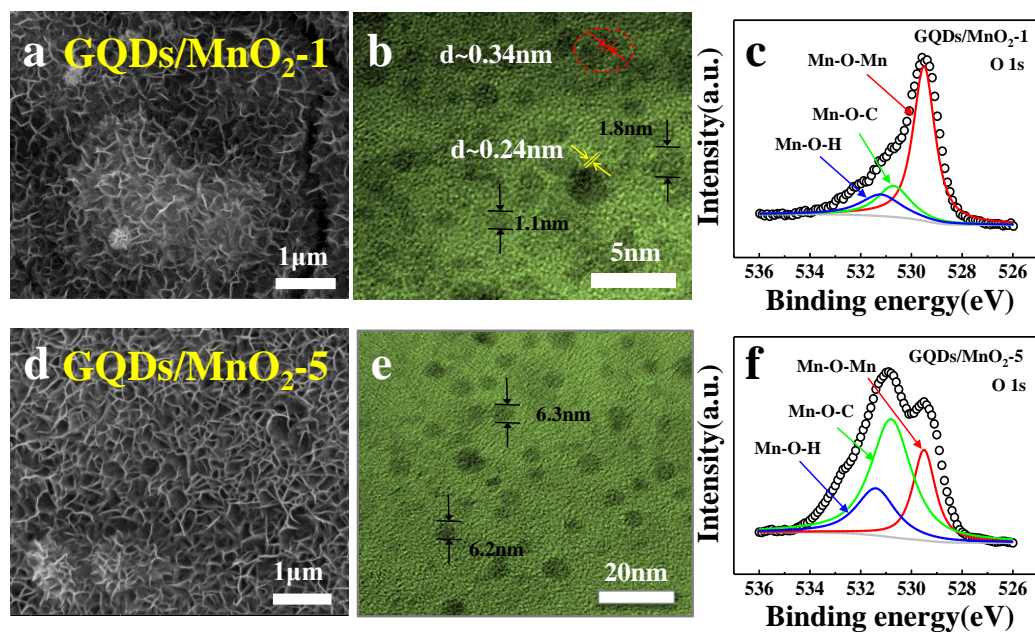 a GQDs/MnO₂-1
1μm
b
d~0.34nm
d~0.24nm
1.8nm
1.1nm
5nm
c
GQDs/MnO₂-1
O 1s
Mn-O-Mn
Mn-O-C
Mn-O-H
Intensity(a.u.)
536 534 532 530 528 526
Binding energy(eV)
d GQDs/MnO₂-5
1μm
e
6.3nm
6.2nm
20nm
f
GQDs/MnO₂-5
O 1s
Mn-O-Mn
Mn-O-C
Mn-O-H
Intensity(a.u.)
536 534 532 530 528 526
Binding energy(eV)